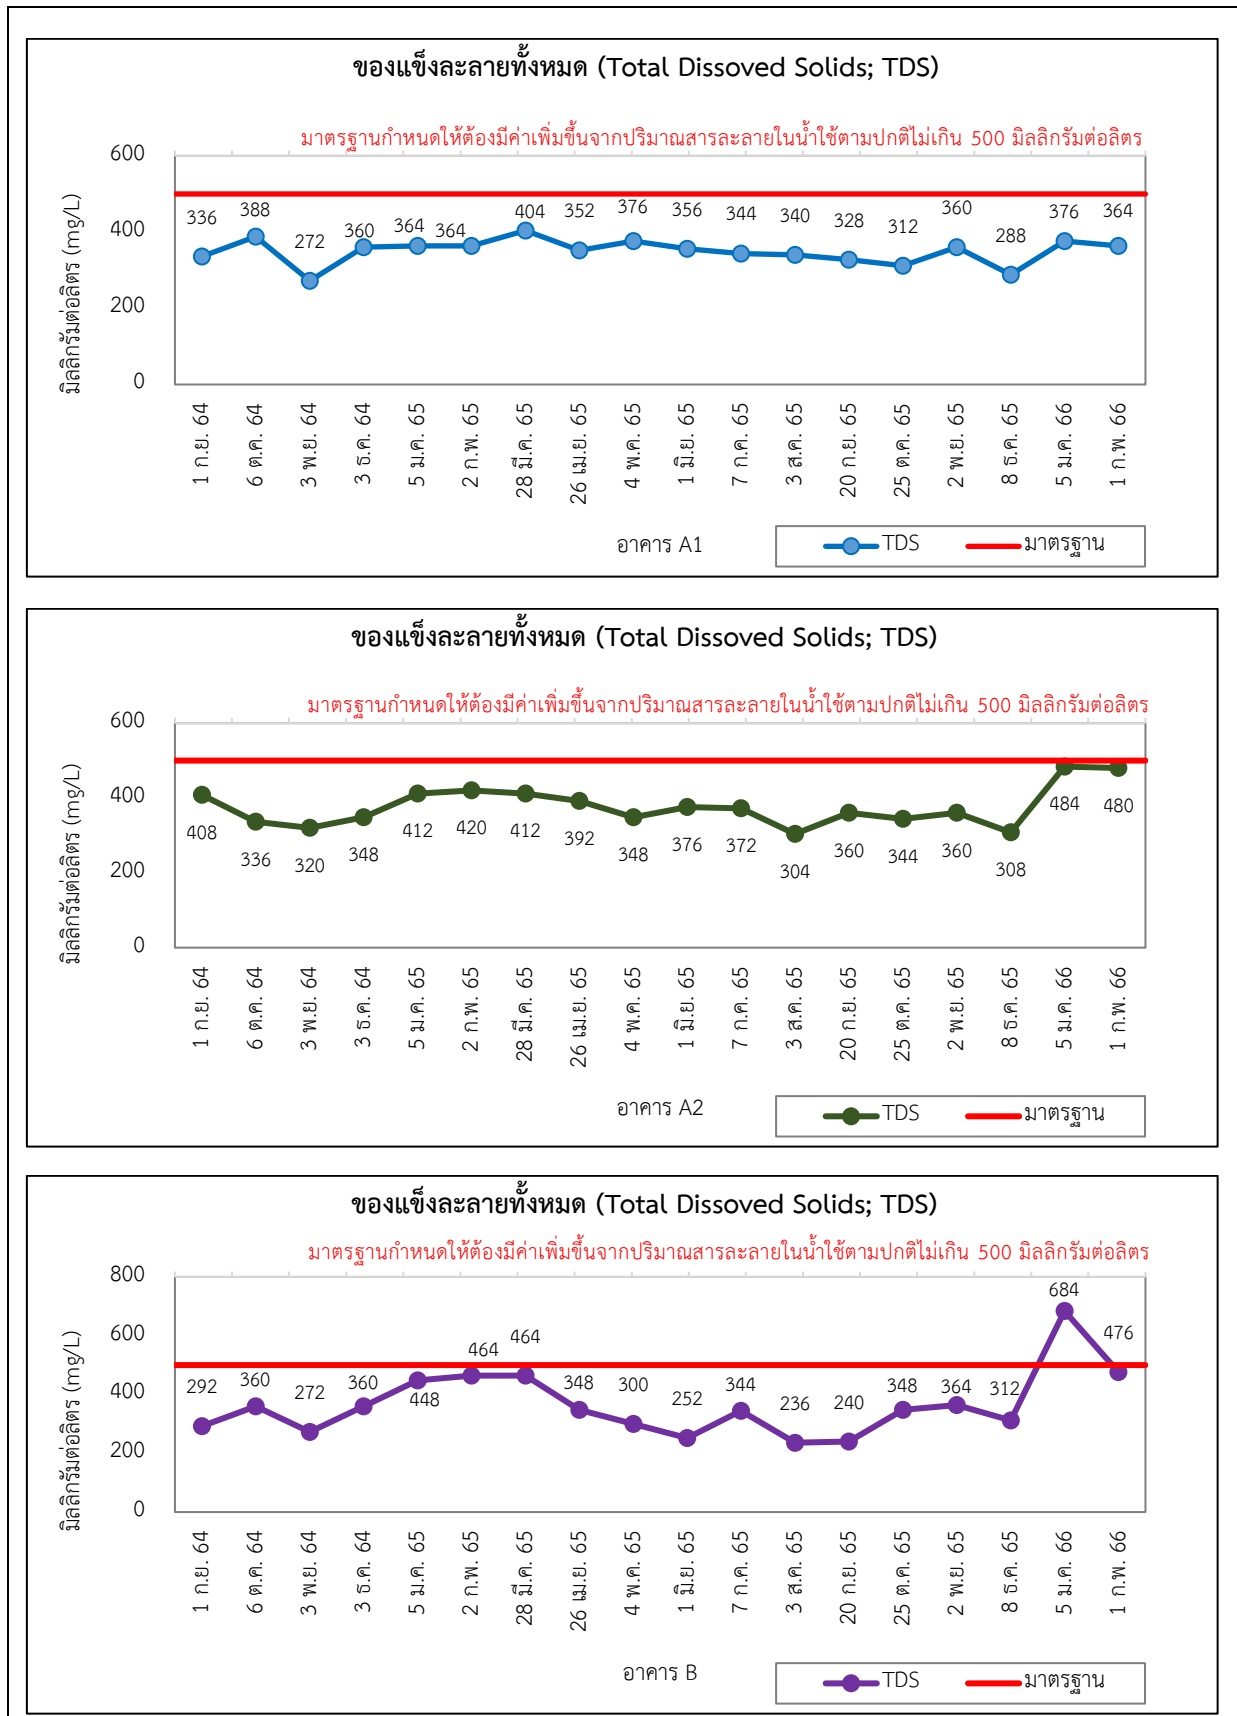 ของแข็งละลายทั้งหมด (Total Dissoved Solids; TDS)
มาตรฐานกำหนดให้ต้องมีค่าเพิ่มขึ้นจากปริมาณสารละลายในน้ำใช้ตามปกติไม่เกิน 500 มิลลิกรัมต่อลิตร
มิลลิกรัมต่อลิตร (mg/L)
600
400
200
0
336 388 272 360 364 364 404 352 376 356 344 340 328 312 360 288 376 364
1 ก.ย. 64
6 ต.ค. 64
3 พ.ย. 64
3 ธ.ค. 64
5 ม.ค. 65
2 ก.พ. 65
28 มี.ค. 65
26 เม.ย. 65
4 พ.ค. 65
1 มิ.ย. 65
7 ก.ค. 65
3 ส.ค. 65
20 ก.ย. 65
25 ต.ค. 65
2 พ.ย. 65
8 ธ.ค. 65
5 ม.ค. 66
1 ก.พ. 66
อาคาร A1
TDS มาตรฐาน
ของแข็งละลายทั้งหมด (Total Dissoved Solids; TDS)
มาตรฐานกำหนดให้ต้องมีค่าเพิ่มขึ้นจากปริมาณสารละลายในน้ำใช้ตามปกติไม่เกิน 500 มิลลิกรัมต่อลิตร
มิลลิกรัมต่อลิตร (mg/L)
600
400
200
0
408 336 320 348 412 420 412 392 348 376 372 304 360 344 360 308 484 480
1 ก.ย. 64
6 ต.ค. 64
3 พ.ย. 64
3 ธ.ค. 64
5 ม.ค. 65
2 ก.พ. 65
28 มี.ค. 65
26 เม.ย. 65
4 พ.ค. 65
1 มิ.ย. 65
7 ก.ค. 65
3 ส.ค. 65
20 ก.ย. 65
25 ต.ค. 65
2 พ.ย. 65
8 ธ.ค. 65
5 ม.ค. 66
1 ก.พ. 66
อาคาร A2
TDS มาตรฐาน
ของแข็งละลายทั้งหมด (Total Dissoved Solids; TDS)
มาตรฐานกำหนดให้ต้องมีค่าเพิ่มขึ้นจากปริมาณสารละลายในน้ำใช้ตามปกติไม่เกิน 500 มิลลิกรัมต่อลิตร
มิลลิกรัมต่อลิตร (mg/L)
800
600
400
200
0
292 360 272 360 448 464 464 348 300 252 344 236 240 348 364 312 684 476
1 ก.ย. 64
6 ต.ค. 64
3 พ.ย. 64
3 ธ.ค. 64
5 ม.ค. 65
2 ก.พ. 65
28 มี.ค. 65
26 เม.ย. 65
4 พ.ค. 65
1 มิ.ย. 65
7 ก.ค. 65
3 ส.ค. 65
20 ก.ย. 65
25 ต.ค. 65
2 พ.ย. 65
8 ธ.ค. 65
5 ม.ค. 66
1 ก.พ. 66
อาคาร B
TDS มาตรฐาน